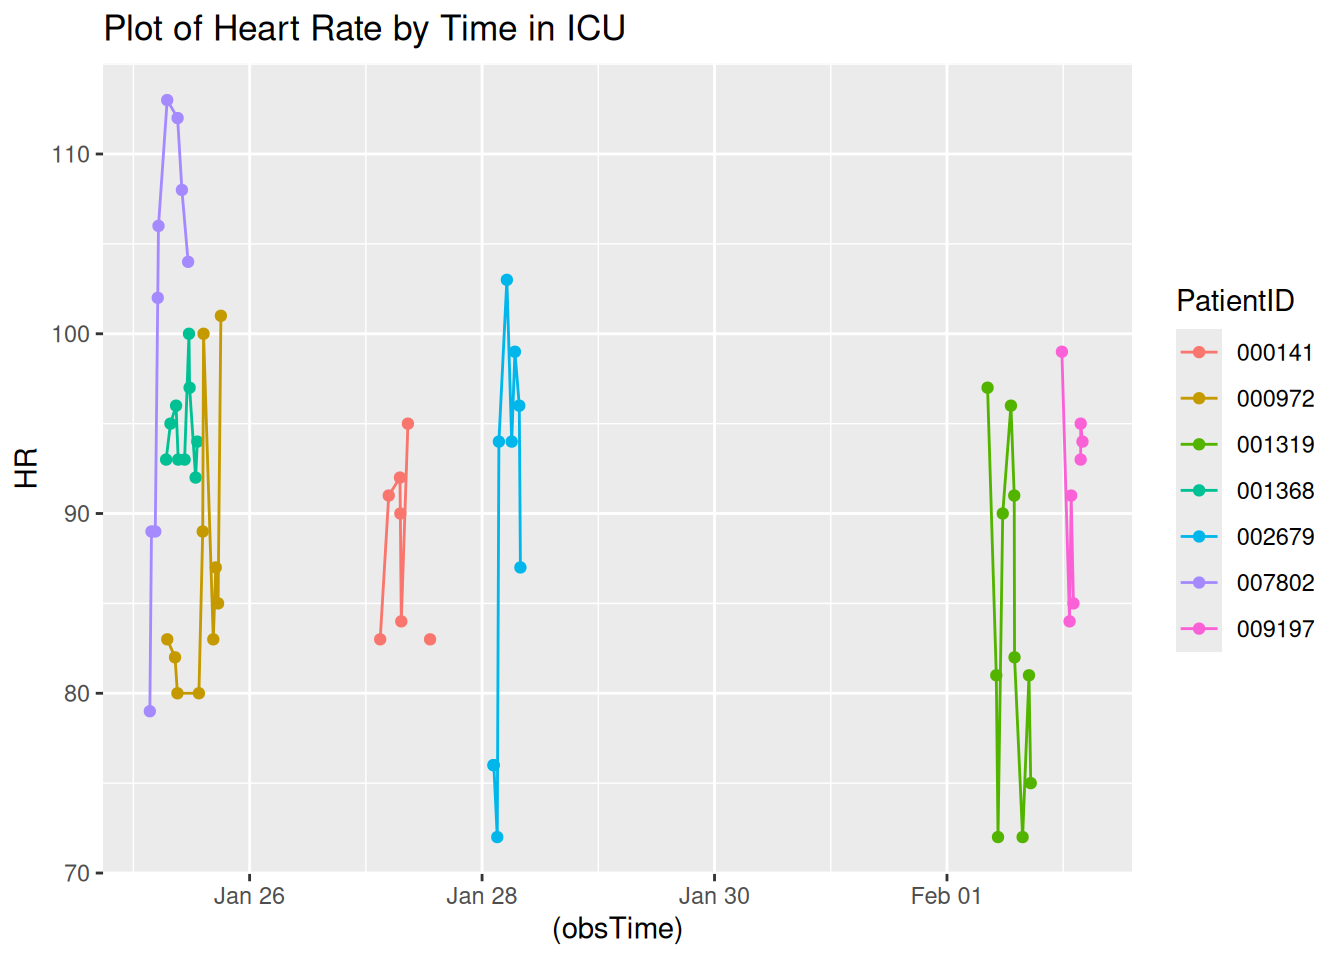 Plot of Heart Rate by Time in ICU
110
100
90
80
70
HR
Jan 26
Jan 28
Jan 30
Feb 01
(obsTime)
PatientID
000141
000972
001319
001368
002679
007802
009197